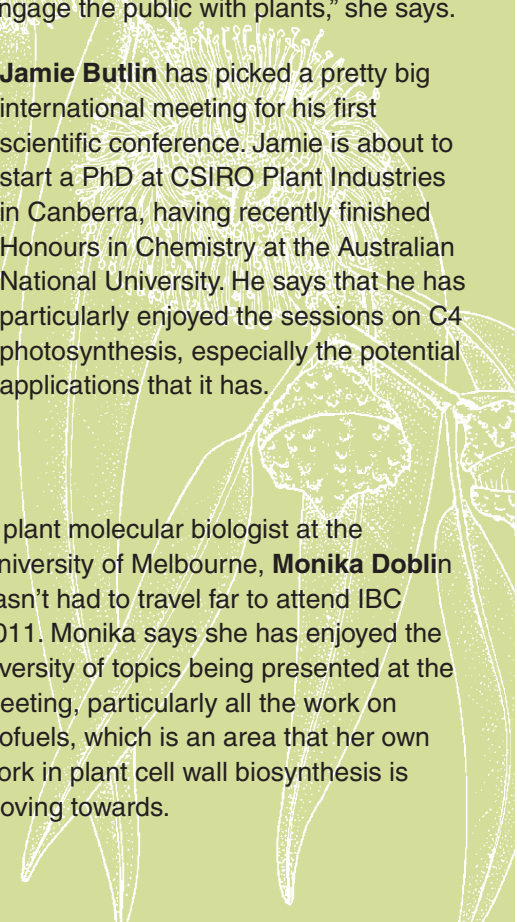 ngage the public with plants,” she says.
Jamie Butlin has picked a pretty big
international meeting for his first
scientific conference. Jamie is about to
start a PhD at CSIRO Plant Industries
in Canberra, having recently finished
Honours in Chemistry at the Australian
National University. He says that he has
particularly enjoyed the sessions on C4
photosynthesis, especially the potential
applications that it has.
plant molecular biologist at the
niversity of Melbourne, Monika Doblin
asn’t had to travel far to attend IBC
011. Monika says she has enjoyed the
versity of topics being presented at the
eeting, particularly all the work on
ofuels, which is an area that her own
ork in plant cell wall biosynthesis is
oving towards.